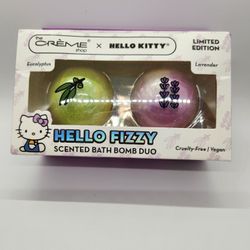 the
CRÈME
shop
× HELLO KITTY
LIMITED
EDITION
Eucalyptus
Lavender
HELLO FIZZY
SCENTED BATH BOMB DUO
Cruelty-Free / Vegan